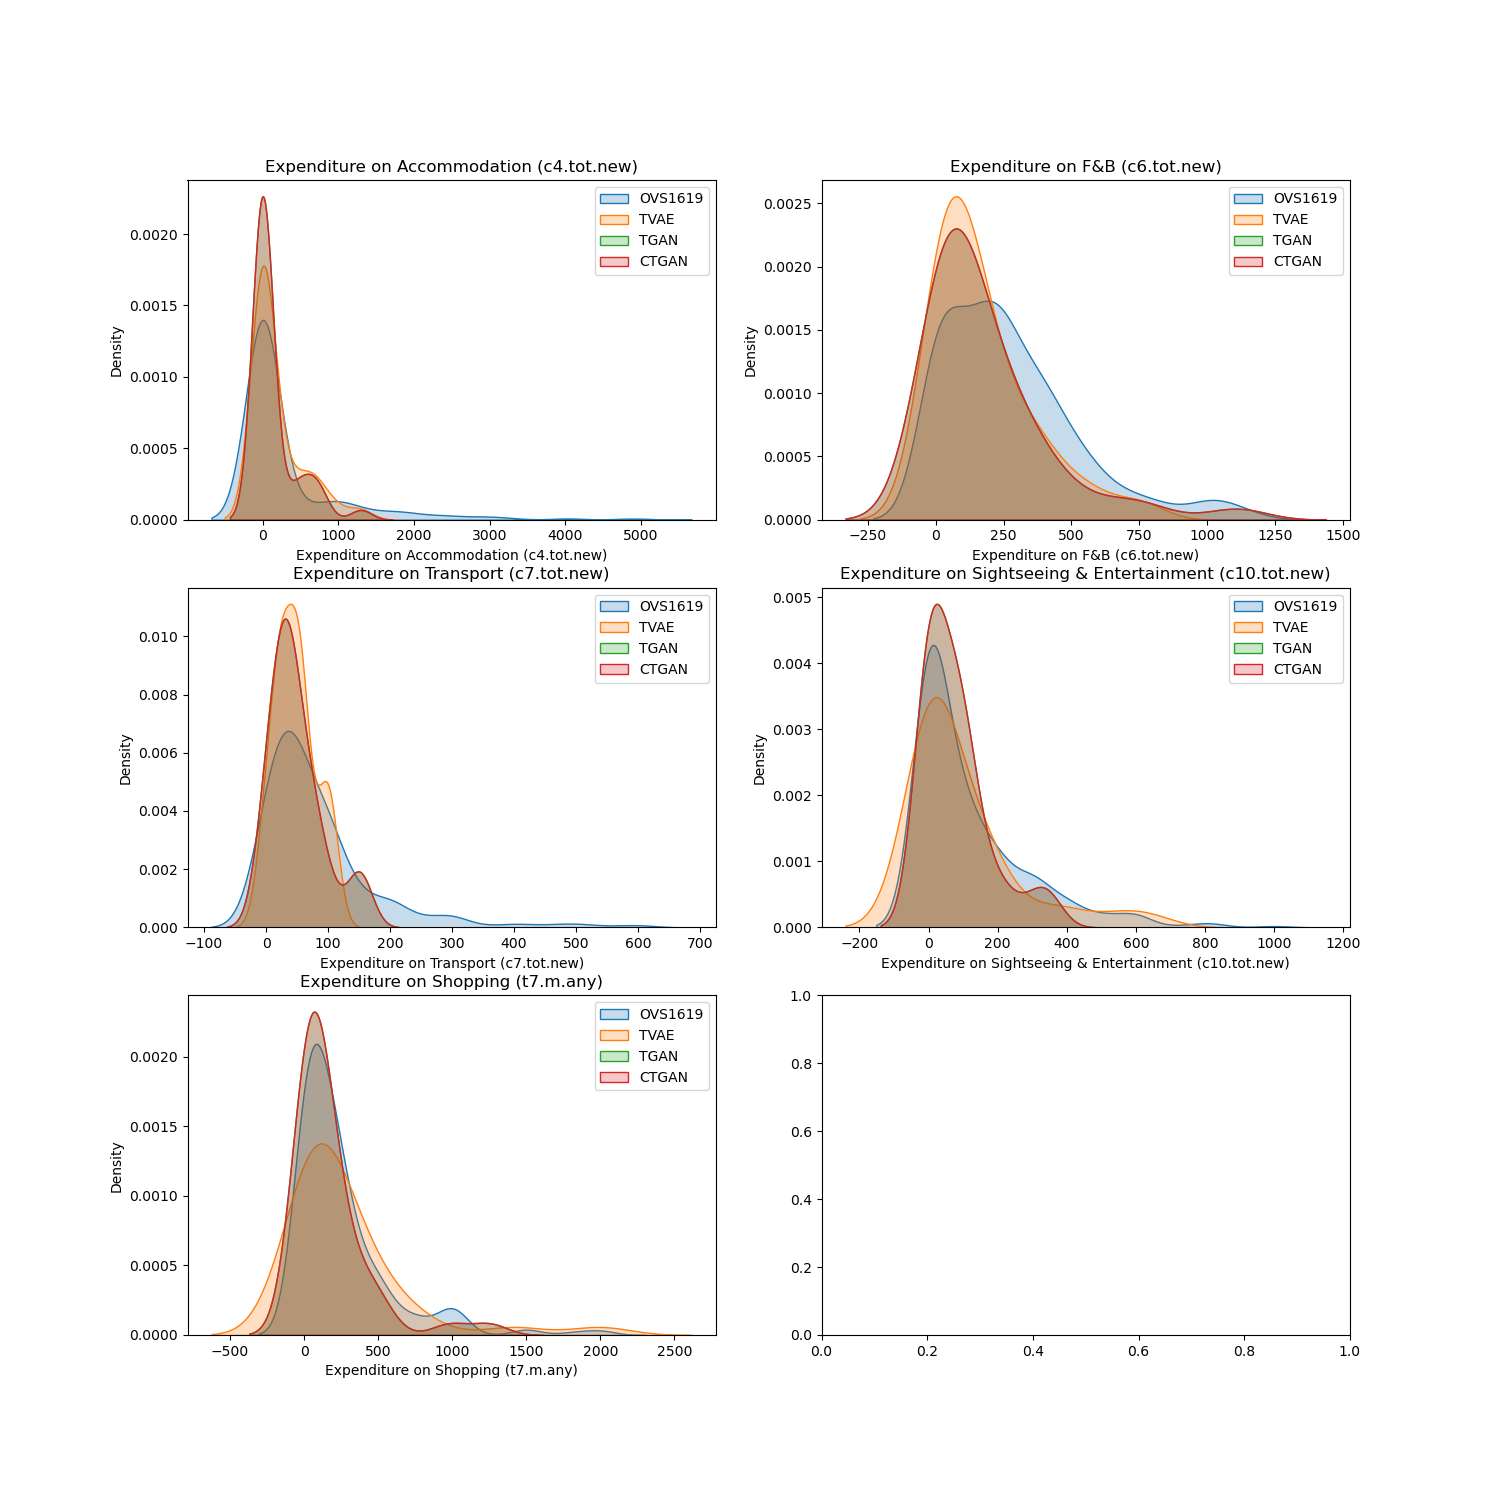 Expenditure on Accommodation (c4.tot.new)
OVS1619
TVAE
TGAN
CTGAN
Density
0.0020
0.0015
0.0010
0.0005
0.0000
0 1000 2000 3000 4000 5000
Expenditure on Accommodation (c4.tot.new)
Expenditure on F&B (c6.tot.new)
OVS1619
TVAE
TGAN
CTGAN
Density
0.0025
0.0020
0.0015
0.0010
0.0005
0.0000
−250 0 250 500 750 1000 1250 1500
Expenditure on F&B (c6.tot.new)
Expenditure on Transport (c7.tot.new)
OVS1619
TVAE
TGAN
CTGAN
Density
0.010
0.008
0.006
0.004
0.002
0.000
−100 0 100 200 300 400 500 600 700
Expenditure on Transport (c7.tot.new)
Expenditure on Sightseeing & Entertainment (c10.tot.new)
OVS1619
TVAE
TGAN
CTGAN
Density
0.005
0.004
0.003
0.002
0.001
0.000
−200 0 200 400 600 800 1000 1200
Expenditure on Sightseeing & Entertainment (c10.tot.new)
Expenditure on Shopping (t7.m.any)
OVS1619
TVAE
TGAN
CTGAN
Density
0.0020
0.0015
0.0010
0.0005
0.0000
−500 0 500 1000 1500 2000 2500
Expenditure on Shopping (t7.m.any)
1.0
0.8
0.6
0.4
0.2
0.0
0.0 0.2 0.4 0.6 0.8 1.0